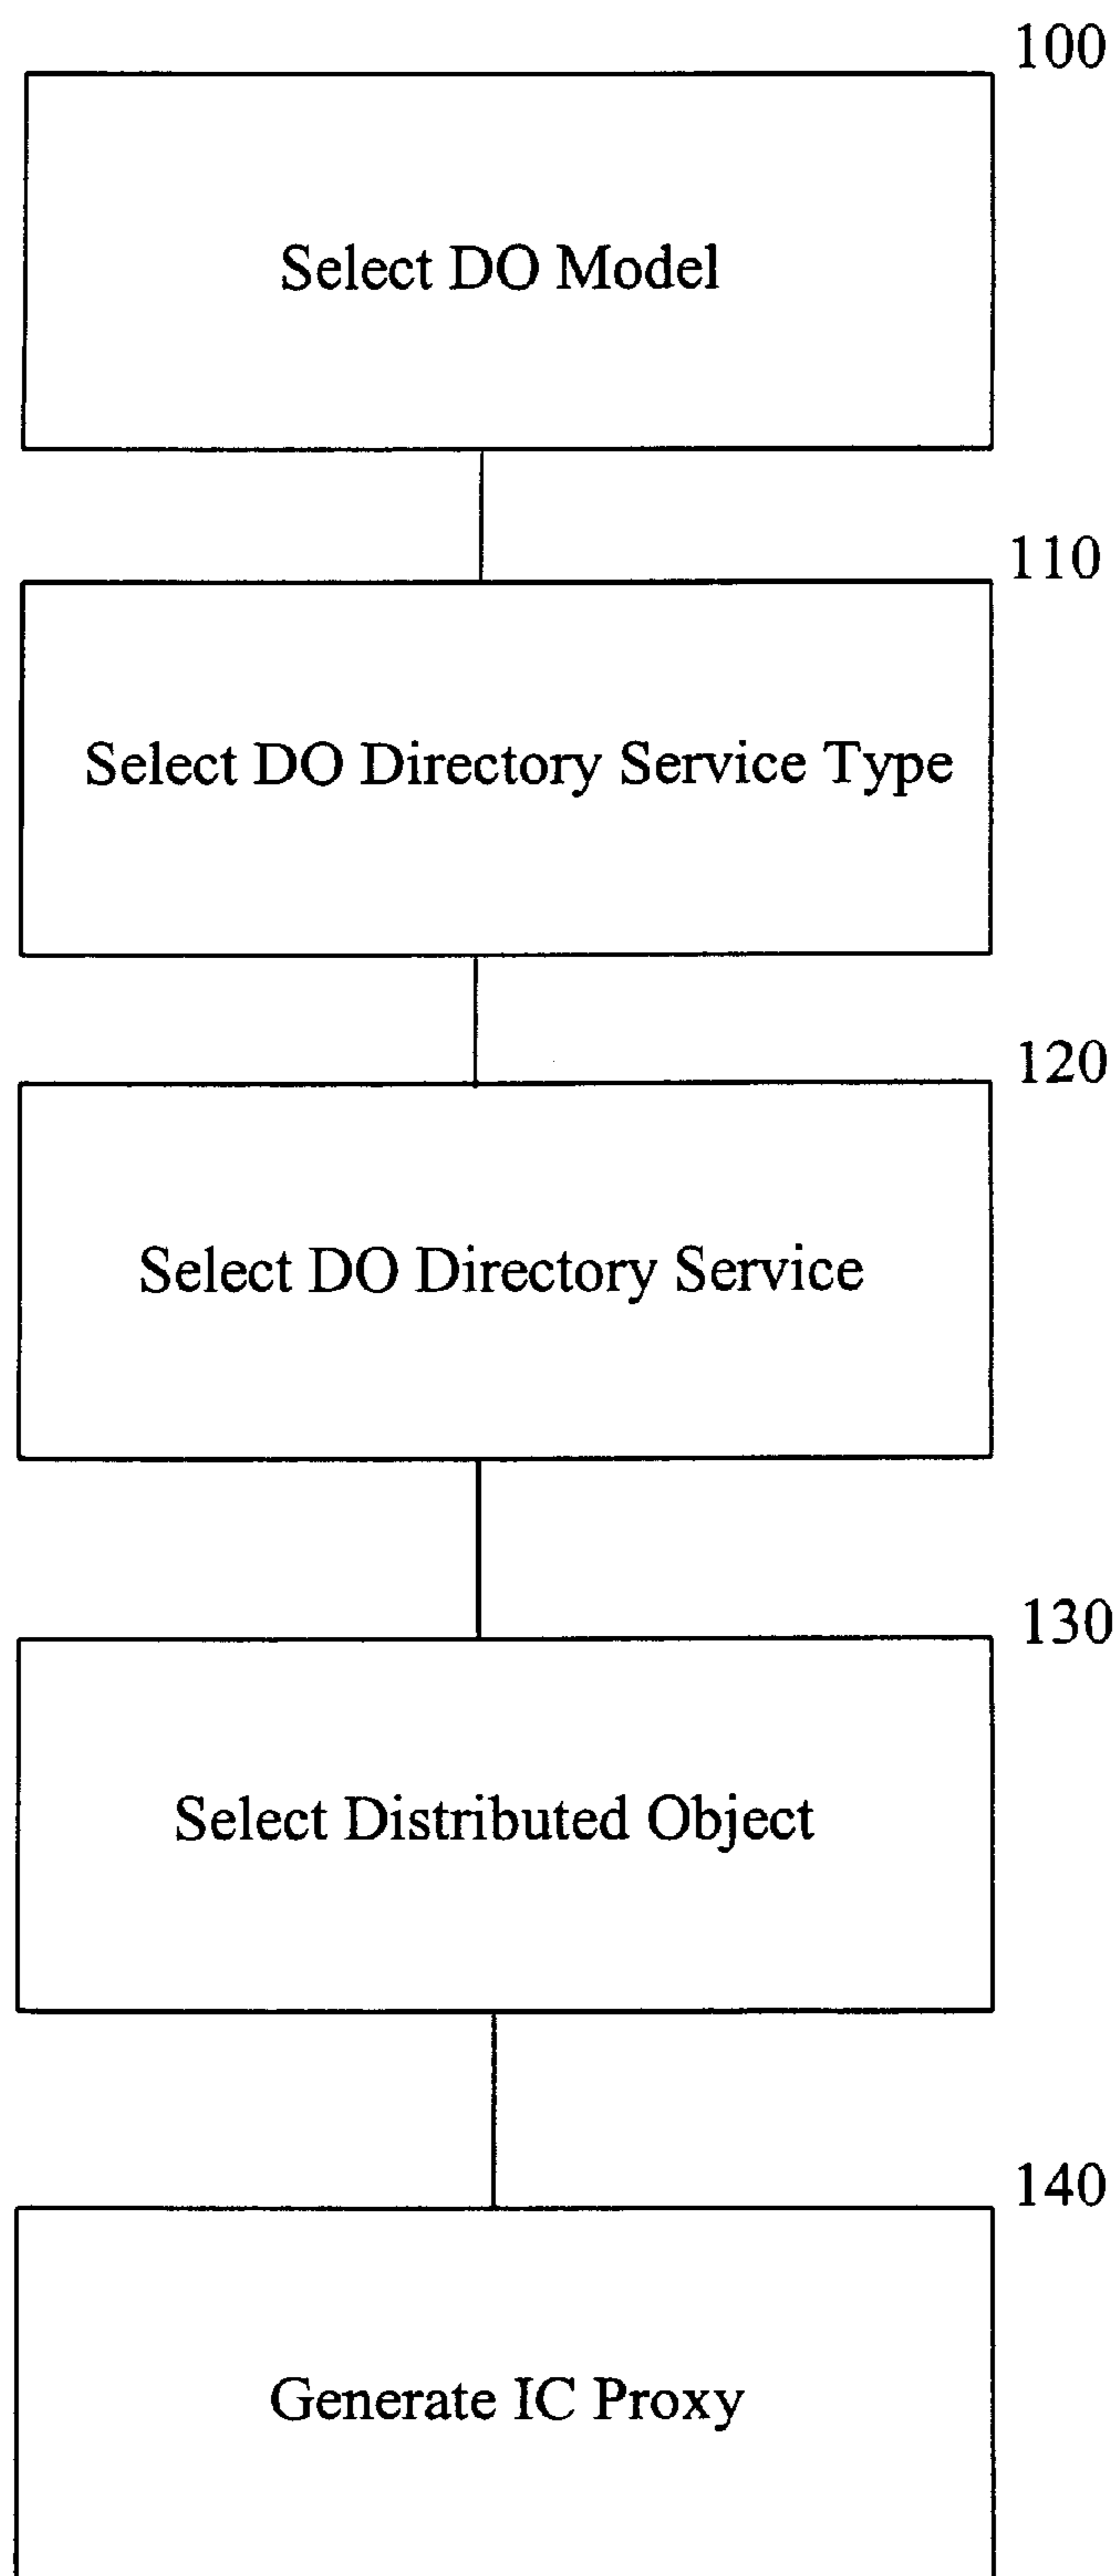 100
Select DO Model
110
Select DO Directory Service Type
120
Select DO Directory Service
130
Select Distributed Object
140
Generate IC Proxy